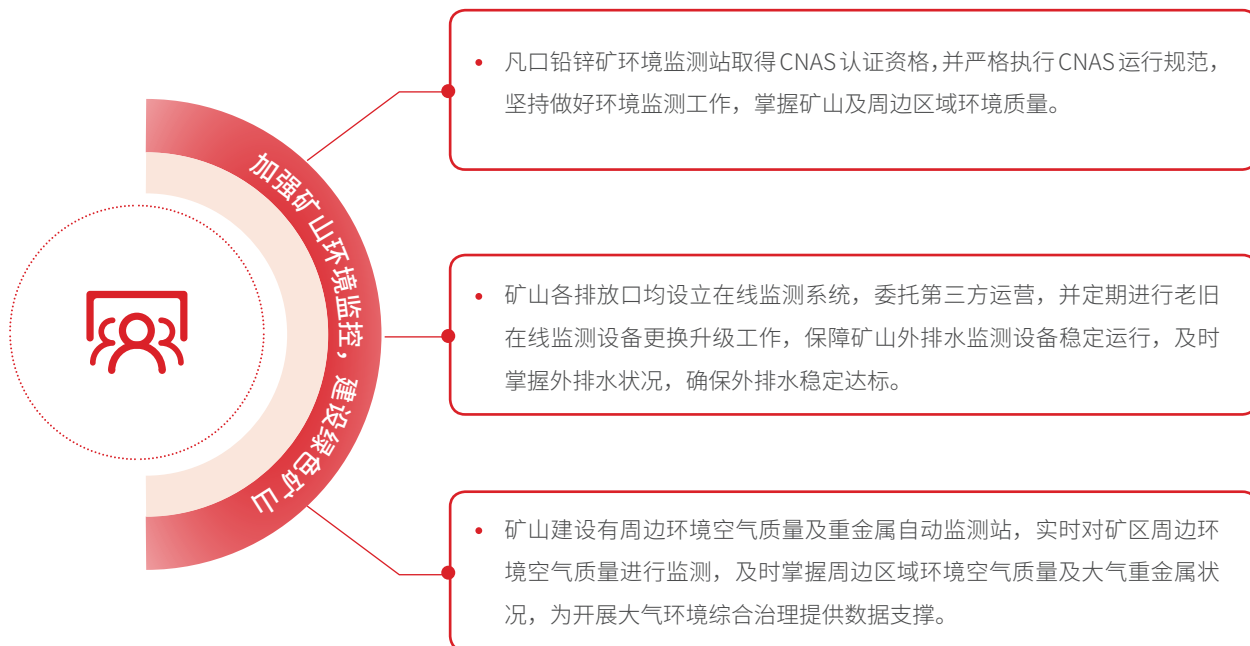 加强矿山环境监控，建设绿色矿山
• 凡口铅锌矿环境监测站取得CNAS认证资格，并严格执行CNAS运行规范，
坚持做好环境监测工作，掌握矿山及周边区域环境质量。
• 矿山各排放口均设立在线监测系统，委托第三方运营，并定期进行老旧
在线监测设备更换升级工作，保障矿山外排水监测设备稳定运行，及时
掌握外排水状况，确保外排水稳定达标。
• 矿山建设有周边环境空气质量及重金属自动监测站，实时对矿区周边环
境空气质量进行监测，及时掌握周边区域环境空气质量及大气重金属状
况，为开展大气环境综合治理提供数据支撑。